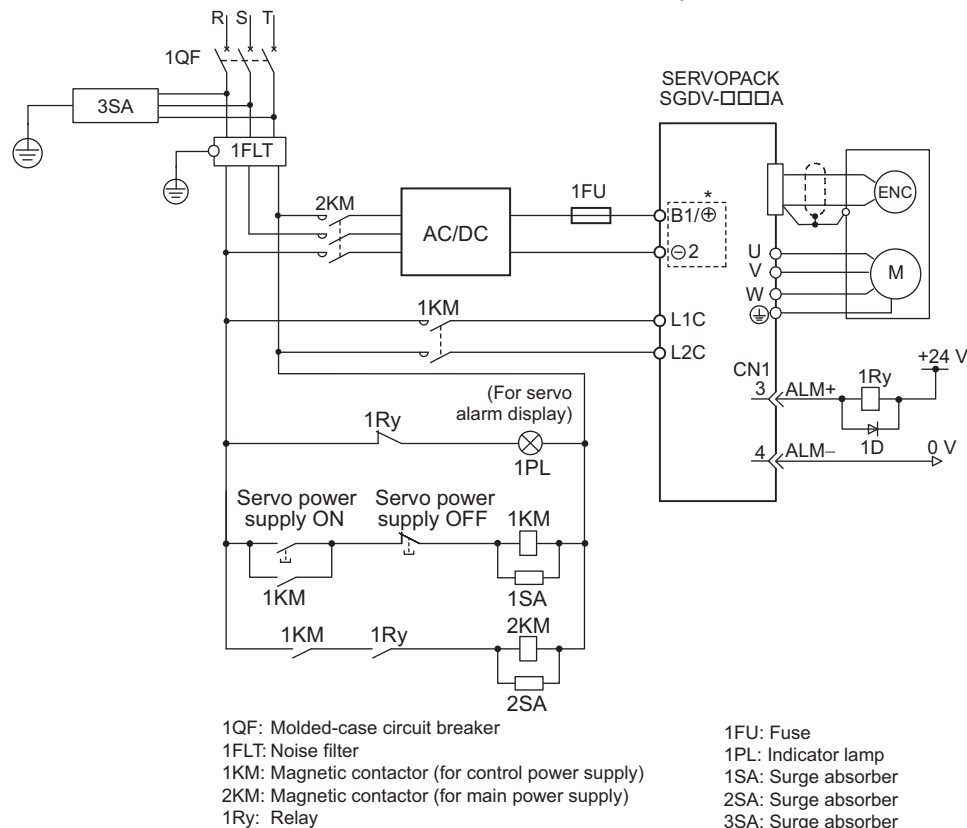 R S T
1QF
3SA
1FLT
SERVOPACK
SGDV-□□□A
2KM
AC/DC
1FU
*
B1/⊕
⊖2
ENC
U
V
W
M
1KM
L1C
L2C
CN1
+24 V
3 ALM+
1Ry
1D
4 ALM−
0 V
(For servo
alarm display)
1Ry
1PL
Servo power
supply ON
Servo power
supply OFF
1KM
1KM
1SA
1KM
1Ry
2KM
2SA
1QF: Molded-case circuit breaker
1FLT: Noise filter
1KM: Magnetic contactor (for control power supply)
2KM: Magnetic contactor (for main power supply)
1Ry: Relay
1FU: Fuse
1PL: Indicator lamp
1SA: Surge absorber
2SA: Surge absorber
3SA: Surge absorber